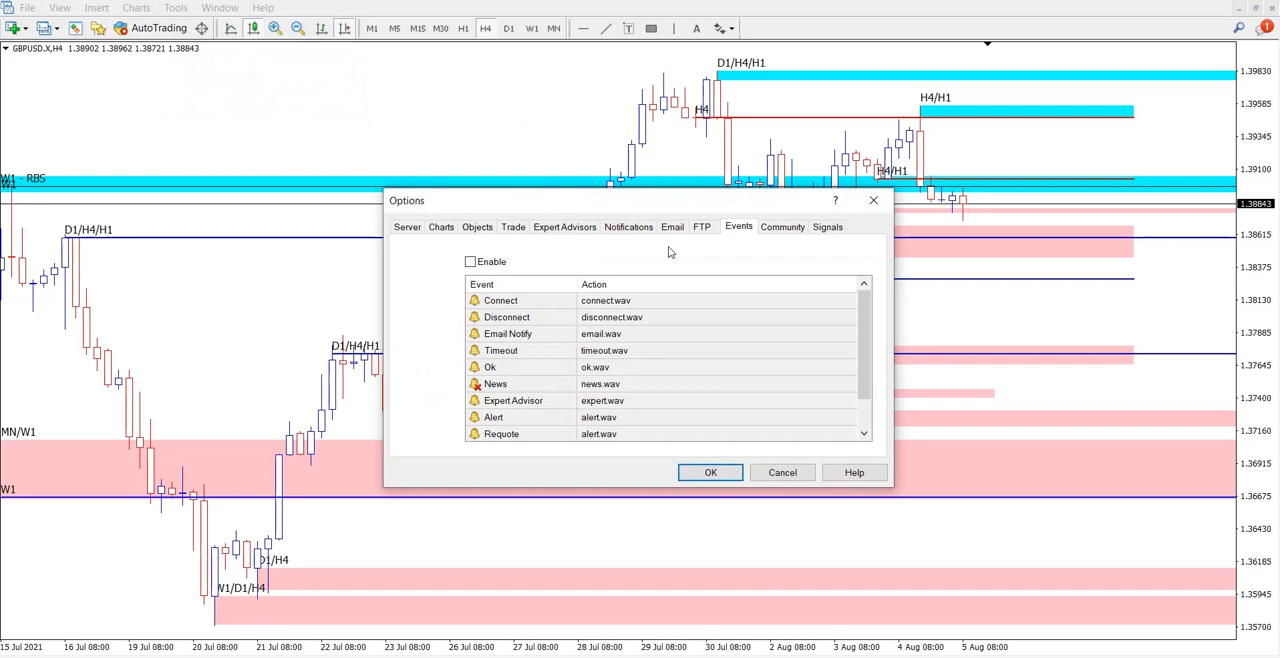 File View Insert Charts Tools Window Help
AutoTrading M1 M5 M15 M30 H1 H4 D1 W1 MN T A 1
GBPUSD.X,H4 1.38902 1.38962 1.38721 1.38843
D1/H4/H1
1.39830
H4/H1
1.39585
H4
1.39345
H4/H1
1.39100
W1 - RBS
W1
Options ?
1.38843
Server Charts Objects Trade Expert Advisors Notifications Email FTP Events Community Signals
D1/H4/H1
1.38615
Enable
1.38375
Event Action
Connect connect.wav
1.38130
Disconnect disconnect.wav
Email Notify email.wav
1.37885
D1/H4/H1
Timeout timeout.wav
Ok ok.wav
1.37645
News news.wav
1.37400
Expert Advisor expert.wav
Alert alert.wav
MN/W1
Requote alert.wav
1.37160
1.36915
OK Cancel Help
W1
1.36675
1.36430
D1/H4
1.36185
W1/D1/H4
1.35945
1.35700
15 Jul 2021 16 Jul 08:00 19 Jul 08:00 20 Jul 08:00 21 Jul 08:00 22 Jul 08:00 23 Jul 08:00 26 Jul 08:00 27 Jul 08:00 28 Jul 08:00 29 Jul 08:00 30 Jul 08:00 2 Aug 08:00 3 Aug 08:00 4 Aug 08:00 5 Aug 08:00